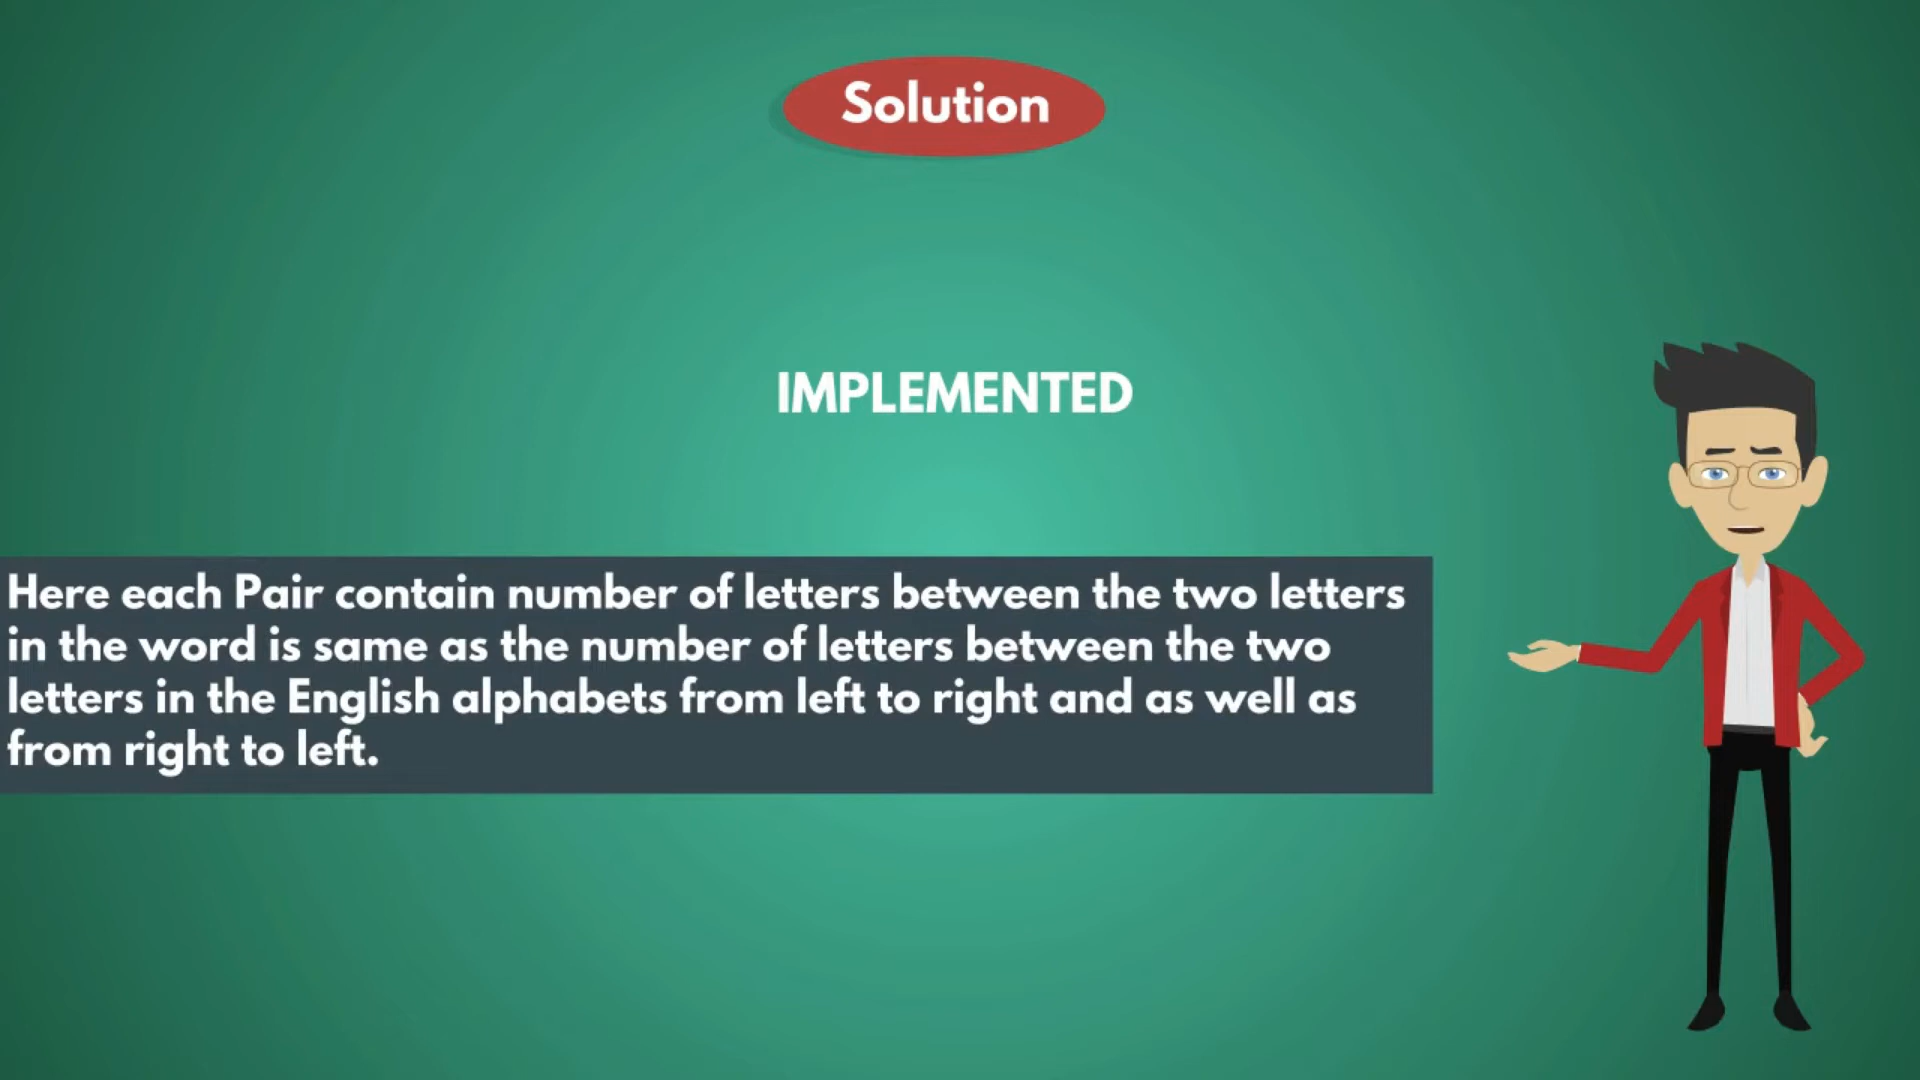 Solution
IMPLEMENTED
Here each Pair contain number of letters between the two letters
in the word is same as the number of letters between the two
letters in the English alphabets from left to right and as well as
from right to left.